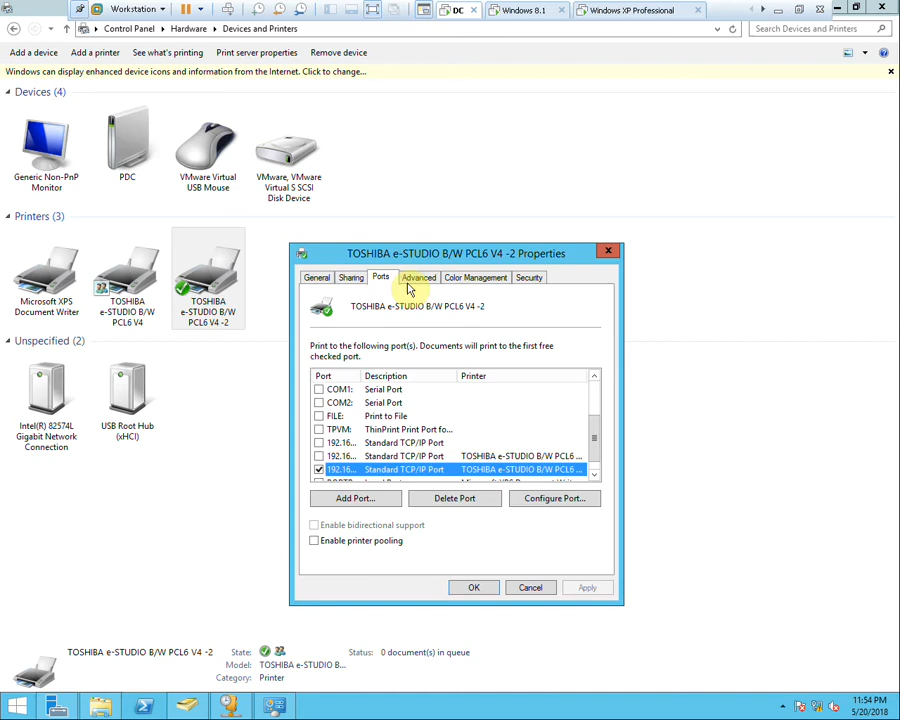 Workstation
DC
Windows 8.1
Windows XP Professional
Control Panel
Hardware
Devices and Printers
Search Devices and Printers
Add a device
Add a printer
See what's printing
Print server properties
Remove device
Windows can display enhanced device icons and information from the Internet. Click to change...
Devices (4)
Generic Non-PnP
Monitor
PDC
VMware Virtual
USB Mouse
VMware, VMware
Virtual S SCSI
Disk Device
Printers (3)
Microsoft XPS
Document Writer
TOSHIBA
e-STUDIO B/W
PCL6 V4
TOSHIBA
e-STUDIO B/W
PCL6 V4 -2
Unspecified (2)
Intel(R) 82574L
Gigabit Network
Connection
USB Root Hub
(xHCI)
TOSHIBA e-STUDIO B/W PCL6 V4 -2 Properties
General
Sharing
Ports
Advanced
Color Management
Security
TOSHIBA e-STUDIO B/W PCL6 V4 -2
Print to the following port(s). Documents will print to the first free
checked port.
Port Description Printer
COM1: Serial Port
COM2: Serial Port
FILE: Print to File
TPVM: ThinPrint Print Port fo...
192.16... Standard TCP/IP Port
192.16... Standard TCP/IP Port TOSHIBA e-STUDIO B/W PCL6 ...
192.16... Standard TCP/IP Port TOSHIBA e-STUDIO B/W PCL6 ...
Add Port...
Delete Port
Configure Port...
Enable bidirectional support
Enable printer pooling
OK
Cancel
Apply
TOSHIBA e-STUDIO B/W PCL6 V4 -2
State:
Status: 0 document(s) in queue
Model: TOSHIBA e-STUDIO B...
Category: Printer
11:54 PM
5/20/2018